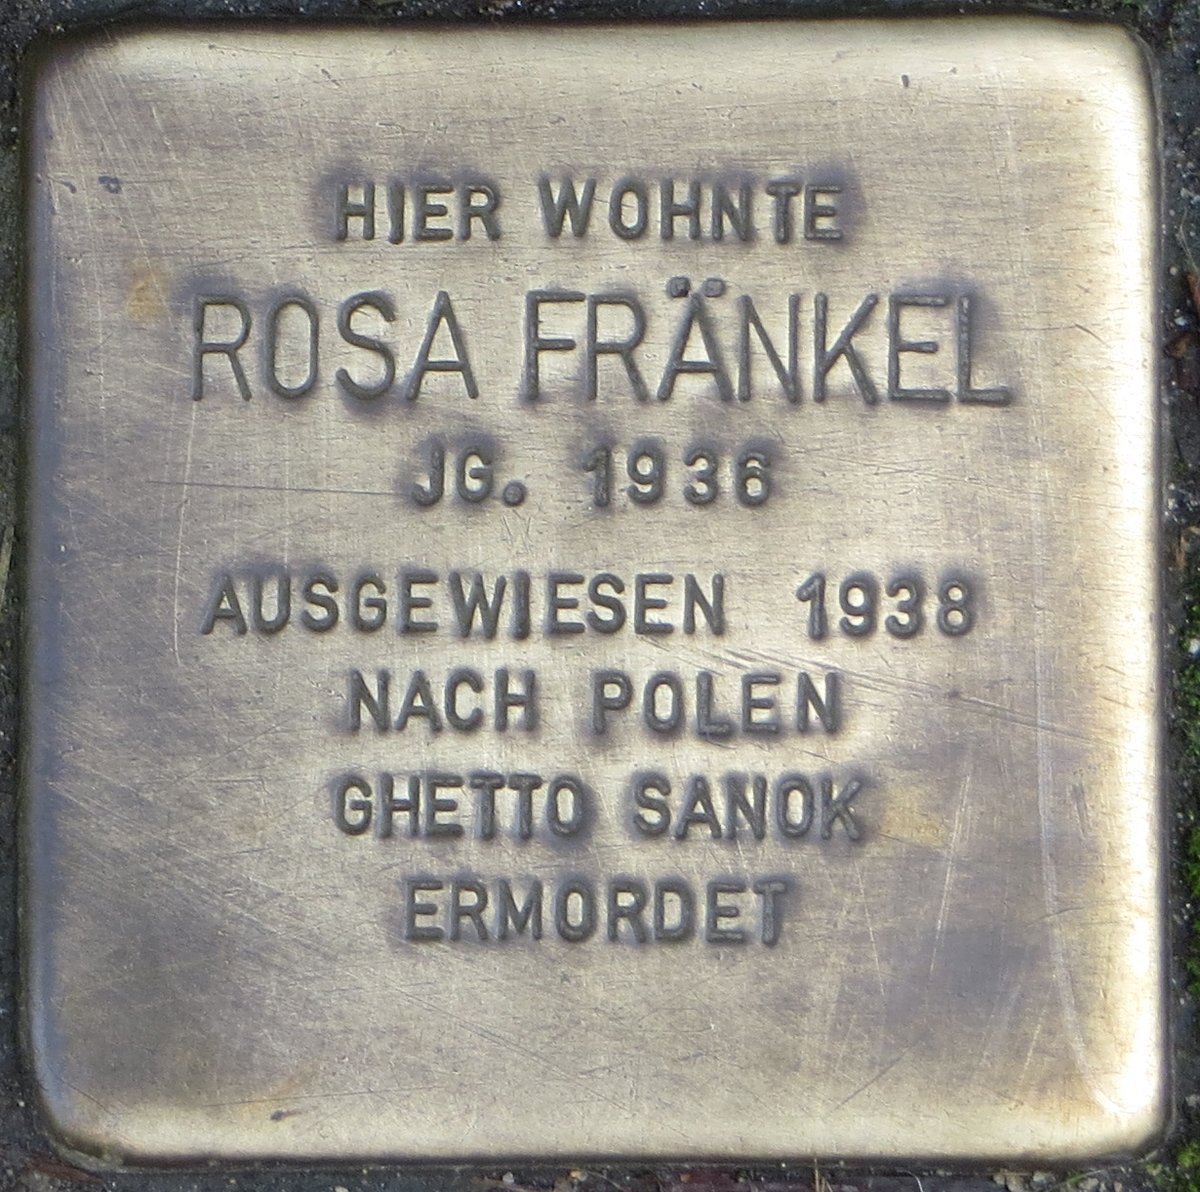 HIER WOHNTE
ROSA FRÄNKEL
JG. 1936
AUSGEWIESEN 1938
NACH POLEN
GHETTO SANOK
ERMORDET